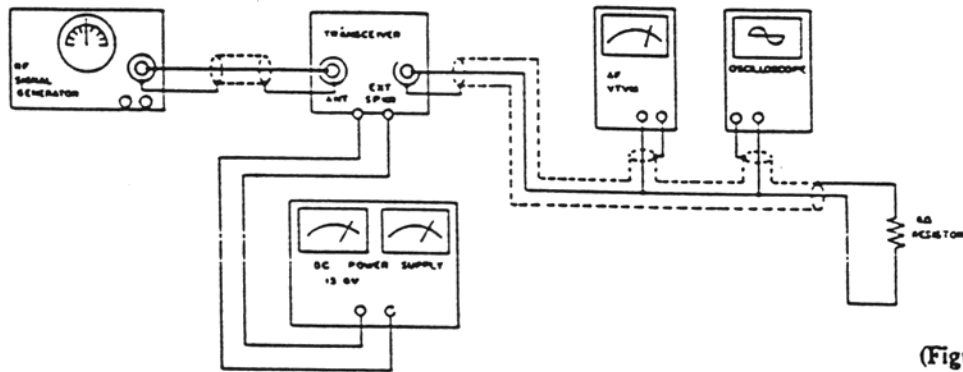 RF
SIGNAL
GENERATOR
TRANSCEIVER
ANT
EXT
SPKR
AF
VTVM
OSCILLOSCOPE
DC POWER SUPPLY
13 8V
8Ω
RESISTOR
(Fig